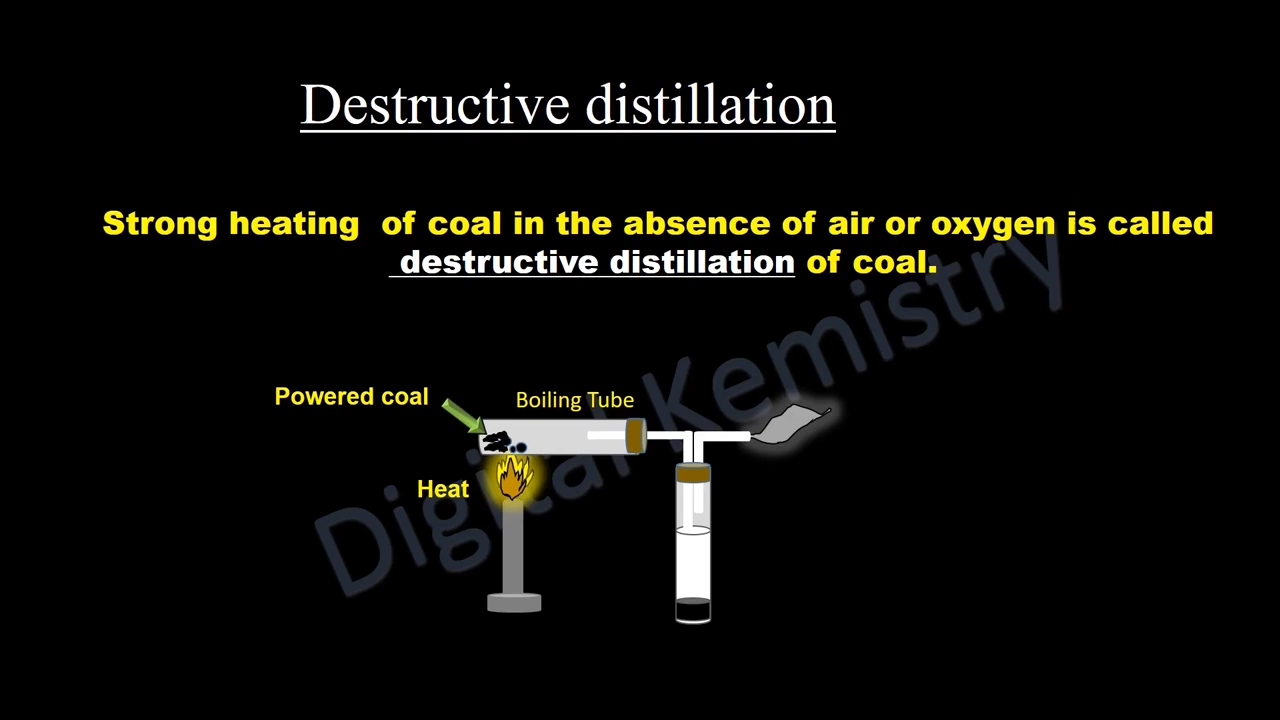 Destructive distillation
Strong heating of coal in the absence of air or oxygen is called
destructive distillation of coal.
Powered coal
Boiling Tube
Heat
Digital Kemistry